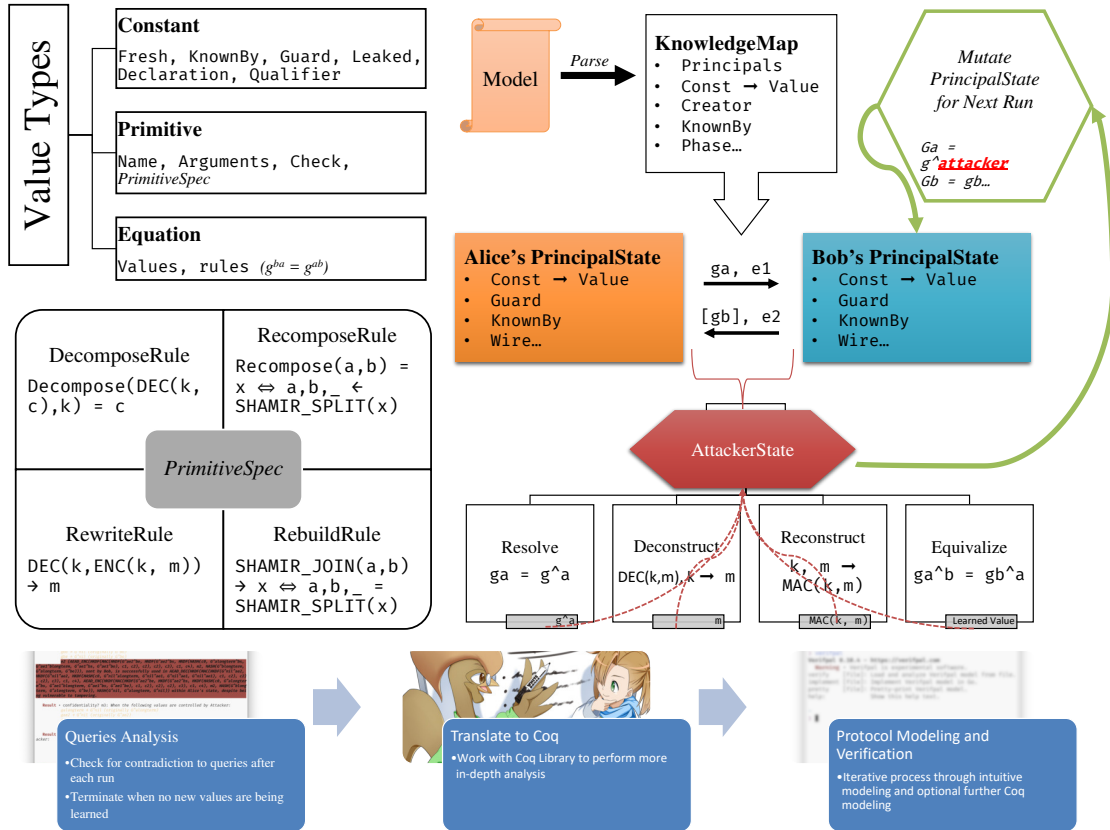 Value Types
Constant
Fresh, KnownBy, Guard, Leaked,
Declaration, Qualifier
Primitive
Name, Arguments, Check,
PrimitiveSpec
Equation
Values, rules (g^ba = g^ab)
Model
Parse
KnowledgeMap
• Principals
• Const → Value
• Creator
• KnownBy
• Phase…
Mutate
PrincipalState
for Next Run
Ga =
g^attacker
Gb = gb…
Alice's PrincipalState
• Const → Value
• Guard
• KnownBy
• Wire…
ga, e1
[gb], e2
Bob's PrincipalState
• Const → Value
• Guard
• KnownBy
• Wire…
DecomposeRule
Decompose(DEC(k,
c),k) = c
RecomposeRule
Recompose(a,b) =
x ⇔ a,b,_ ←
SHAMIR_SPLIT(x)
PrimitiveSpec
RewriteRule
DEC(k,ENC(k, m))
→ m
RebuildRule
SHAMIR_JOIN(a,b)
→ x ⇔ a,b,_ =
SHAMIR_SPLIT(x)
AttackerState
Resolve
ga = g^a
g^a
Deconstruct
DEC(k,m), k → m
m
Reconstruct
k, m →
MAC(k,m)
MAC(k, m)
Equivalize
ga^b = gb^a
Learned Value
Queries Analysis
• Check for contradiction to queries after
each run
• Terminate when no new values are being
learned
Translate to Coq
• Work with Coq Library to perform more
in-depth analysis
Protocol Modeling and
Verification
• Iterative process through intuitive
modeling and optional further Coq
modeling